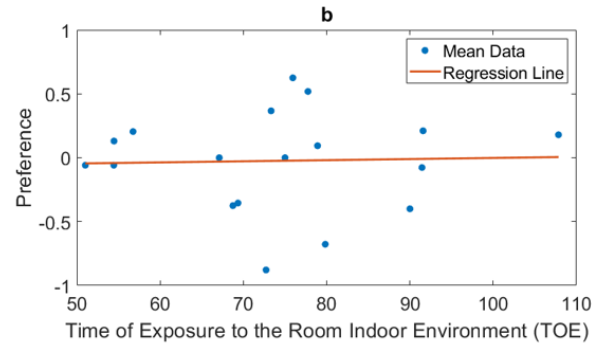 b
Mean Data
Regression Line
Preference
1
0.5
0
-0.5
-1
50 60 70 80 90 100 110
Time of Exposure to the Room Indoor Environment (TOE)